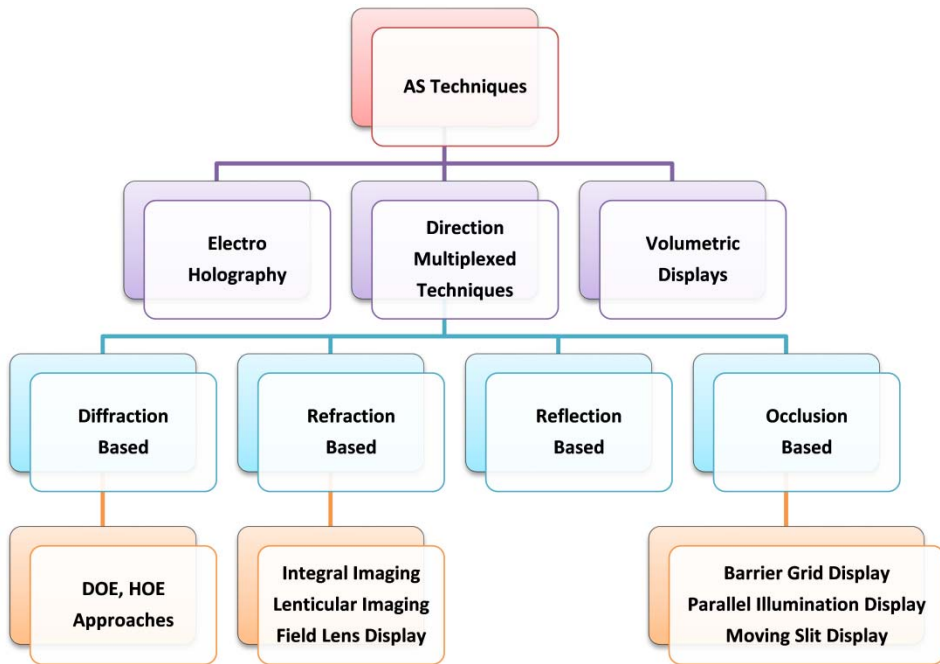 AS Techniques
Electro
Holography
Direction
Multiplexed
Techniques
Volumetric
Displays
Diffraction
Based
Refraction
Based
Reflection
Based
Occlusion
Based
DOE, HOE
Approaches
Integral Imaging
Lenticular Imaging
Field Lens Display
Barrier Grid Display
Parallel Illumination Display
Moving Slit Display